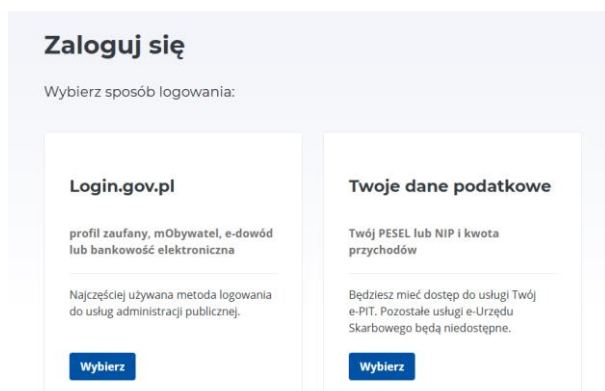 Zaloguj się
Wybierz sposób logowania:
Login.gov.pl
profil zaufany, mObywatel, e-dowód
lub bankowość elektroniczna
Najczęściej używana metoda logowania
do usług administracji publicznej.
Wybierz
Twoje dane podatkowe
Twój PESEL lub NIP i kwota
przychodów
Będziesz mieć dostęp do usługi Twój
e-PIT. Pozostałe usługi e-Urzędu
Skarbowego będą niedostępne.
Wybierz